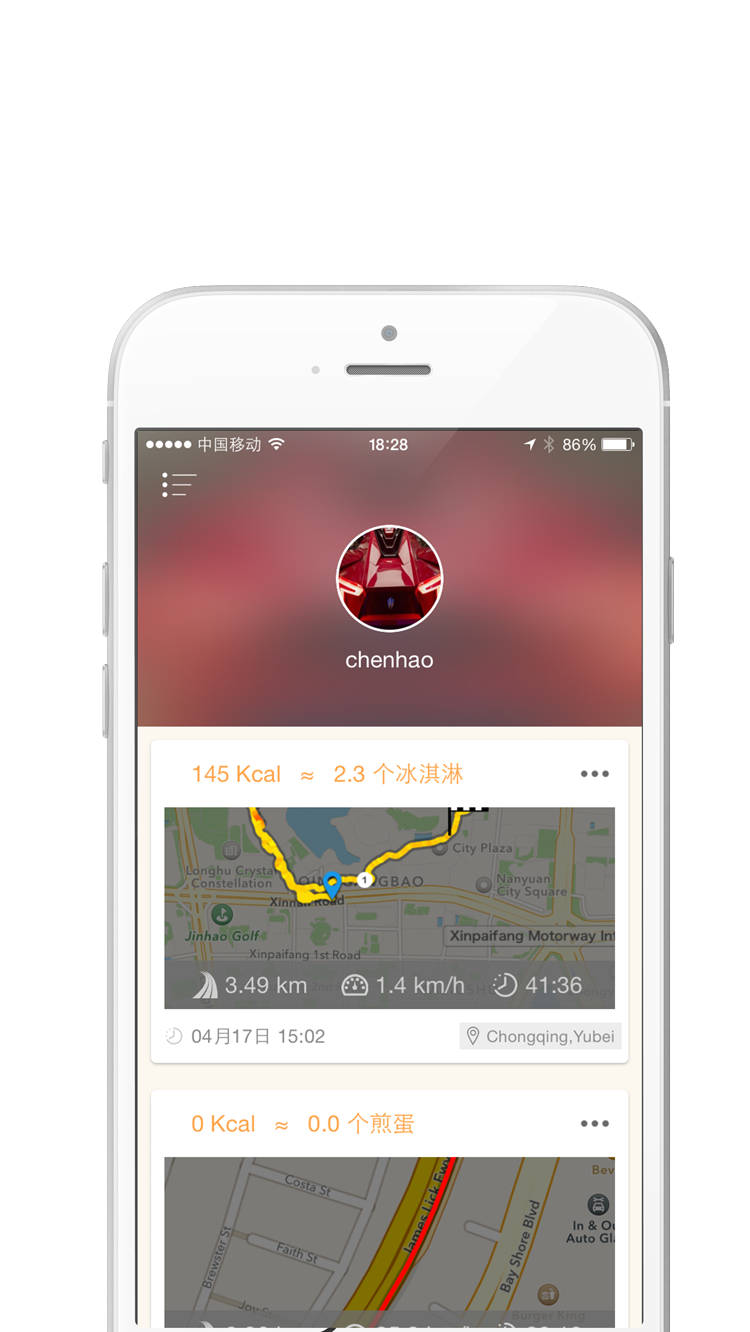 中国移动 18:28 86%
chenhao
145 Kcal ≈ 2.3 个冰淇淋
City Plaza
Longhu Crystal
Constellation
Nanyuan
City Square
1
Xinnan Road
Jinhao Golf
Xinpaifang Motorway Int
Xinpaifang 1st Road
3.49 km 1.4 km/h 41:36
04月17日 15:02 Chongqing,Yubei
0 Kcal ≈ 0.0 个煎蛋
Bev
Costa St
James Lick Fwy
In & Ou
Auto Gla
Bay Shore Blvd
Brewster St
Faith St
Joy St
Burger King